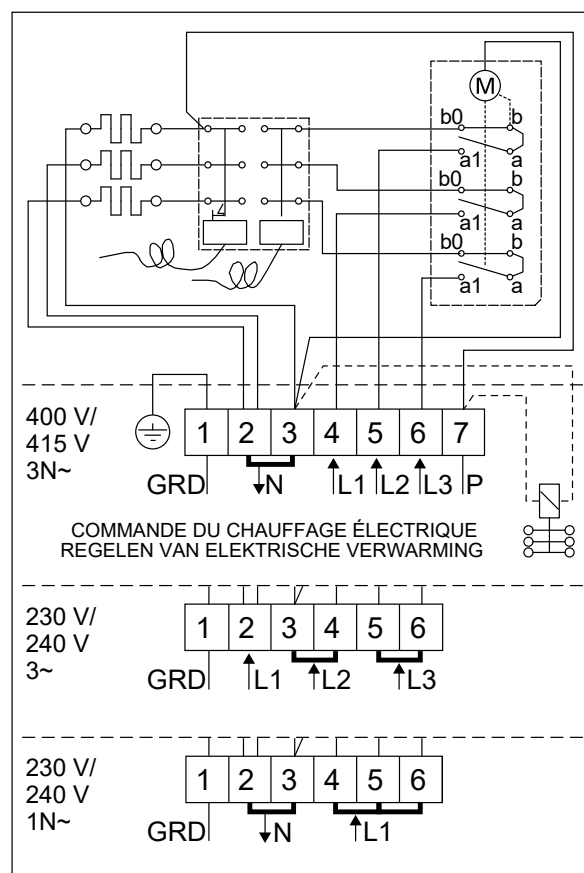 M
b0 b
a1 a
b0 b
a1 a
b0 b
a1 a
400 V/
415 V
3N~
1 2 3 4 5 6 7
GRD N L1 L2 L3 P
COMMANDE DU CHAUFFAGE ÉLECTRIQUE
REGELEN VAN ELEKTRISCHE VERWARMING
230 V/
240 V
3~
1 2 3 4 5 6
GRD L1 L2 L3
230 V/
240 V
1N~
1 2 3 4 5 6
GRD N L1